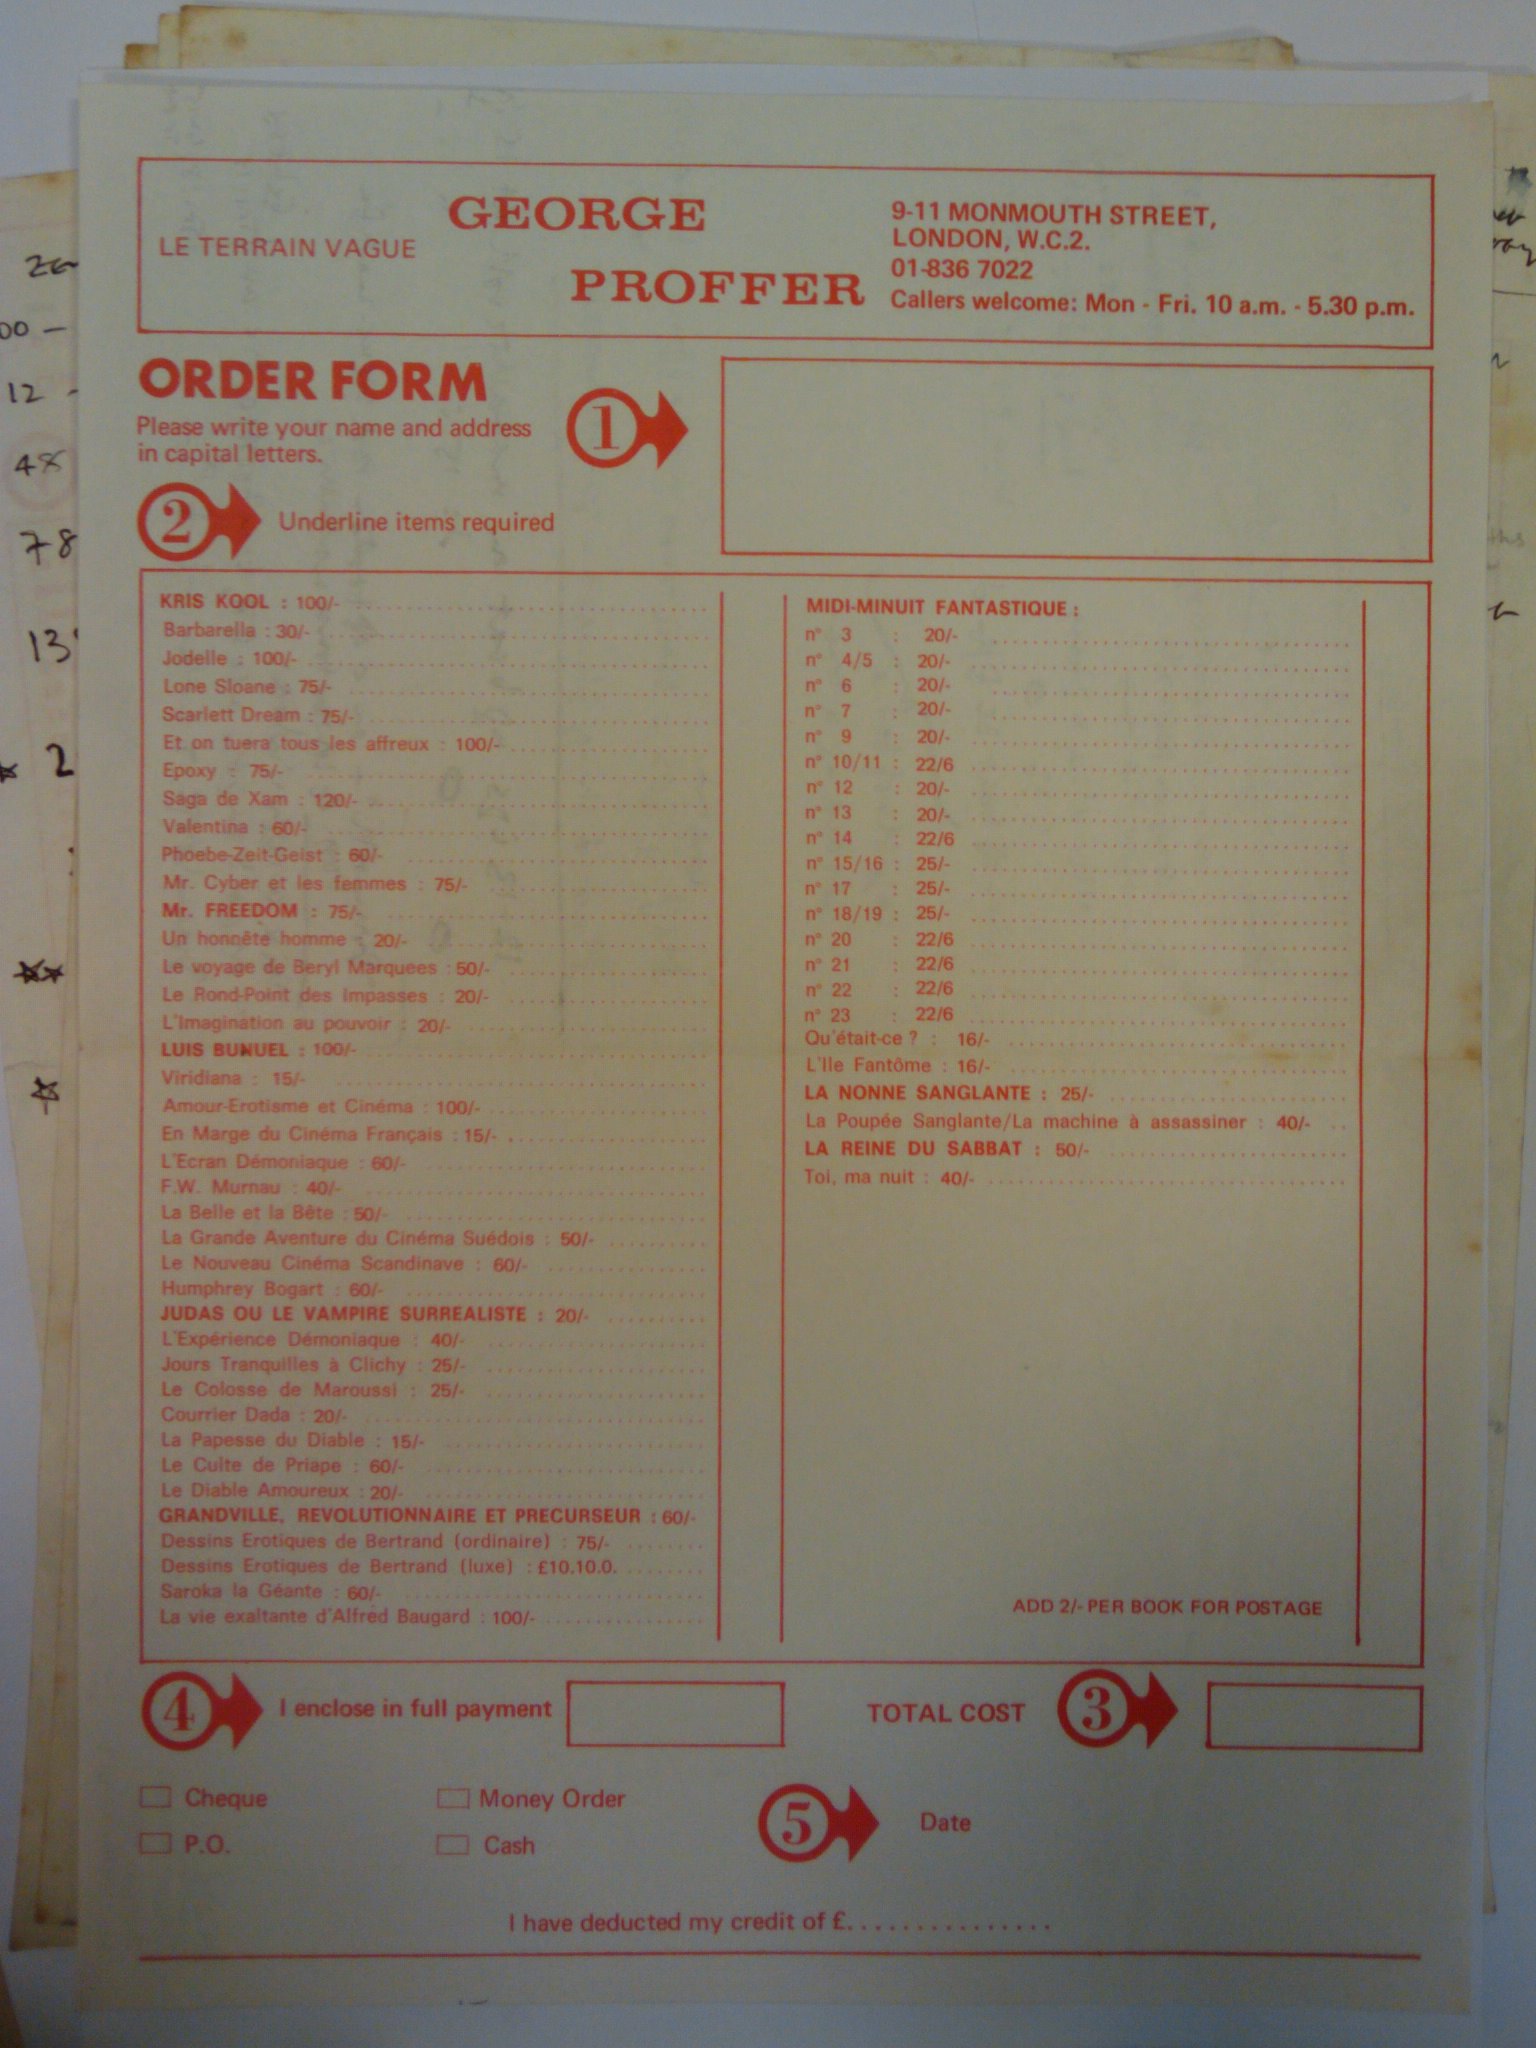 LE TERRAIN VAGUE
GEORGE
PROFFER
9-11 MONMOUTH STREET,
LONDON, W.C.2.
01-836 7022
Callers welcome: Mon - Fri. 10 a.m. - 5.30 p.m.
ORDER FORM
Please write your name and address
in capital letters.
1
2 Underline items required
KRIS KOOL : 100/-
Barbarella : 30/-
Jodelle : 100/-
Lone Sloane : 75/-
Scarlett Dream : 75/-
Et on tuera tous les affreux : 100/-
Epoxy : 75/-
Saga de Xam : 120/-
Valentina : 60/-
Phoebe-Zeit-Geist : 60/-
Mr. Cyber et les femmes : 75/-
Mr. FREEDOM : 75/-
Un honnête homme : 20/-
Le voyage de Beryl Marquees : 50/-
Le Rond-Point des Impasses : 20/-
L'Imagination au pouvoir : 20/-
LUIS BUNUEL : 100/-
Viridiana : 15/-
Amour-Erotisme et Cinéma : 100/-
En Marge du Cinéma Français : 15/-
L'Ecran Démoniaque : 60/-
F.W. Murnau : 40/-
La Belle et la Bête : 50/-
La Grande Aventure du Cinéma Suédois : 50/-
Le Nouveau Cinéma Scandinave : 60/-
Humphrey Bogart : 60/-
JUDAS OU LE VAMPIRE SURREALISTE : 20/-
L'Expérience Démoniaque : 40/-
Jours Tranquilles à Clichy : 25/-
Le Colosse de Maroussi : 25/-
Courrier Dada : 20/-
La Papesse du Diable : 15/-
Le Culte de Priape : 60/-
Le Diable Amoureux : 20/-
GRANDVILLE, REVOLUTIONNAIRE ET PRECURSEUR : 60/-
Dessins Erotiques de Bertrand (ordinaire) : 75/-
Dessins Erotiques de Bertrand (luxe) : £10.10.0.
Saroka la Géante : 60/-
La vie exaltante d'Alfred Baugard : 100/-
MIDI-MINUIT FANTASTIQUE :
n° 3 : 20/-
n° 4/5 : 20/-
n° 6 : 20/-
n° 7 : 20/-
n° 9 : 20/-
n° 10/11 : 22/6
n° 12 : 20/-
n° 13 : 20/-
n° 14 : 22/6
n° 15/16 : 25/-
n° 17 : 25/-
n° 18/19 : 25/-
n° 20 : 22/6
n° 21 : 22/6
n° 22 : 22/6
n° 23 : 22/6
Qu'était-ce ? : 16/-
L'Ile Fantôme : 16/-
LA NONNE SANGLANTE : 25/-
La Poupée Sanglante/La machine à assassiner : 40/-
LA REINE DU SABBAT : 50/-
Toi, ma nuit : 40/-
ADD 2/- PER BOOK FOR POSTAGE
4 I enclose in full payment
TOTAL COST 3
Cheque
Money Order
P.O.
Cash
5 Date
I have deducted my credit of £...............
00 -
12 -
48
78
13
2